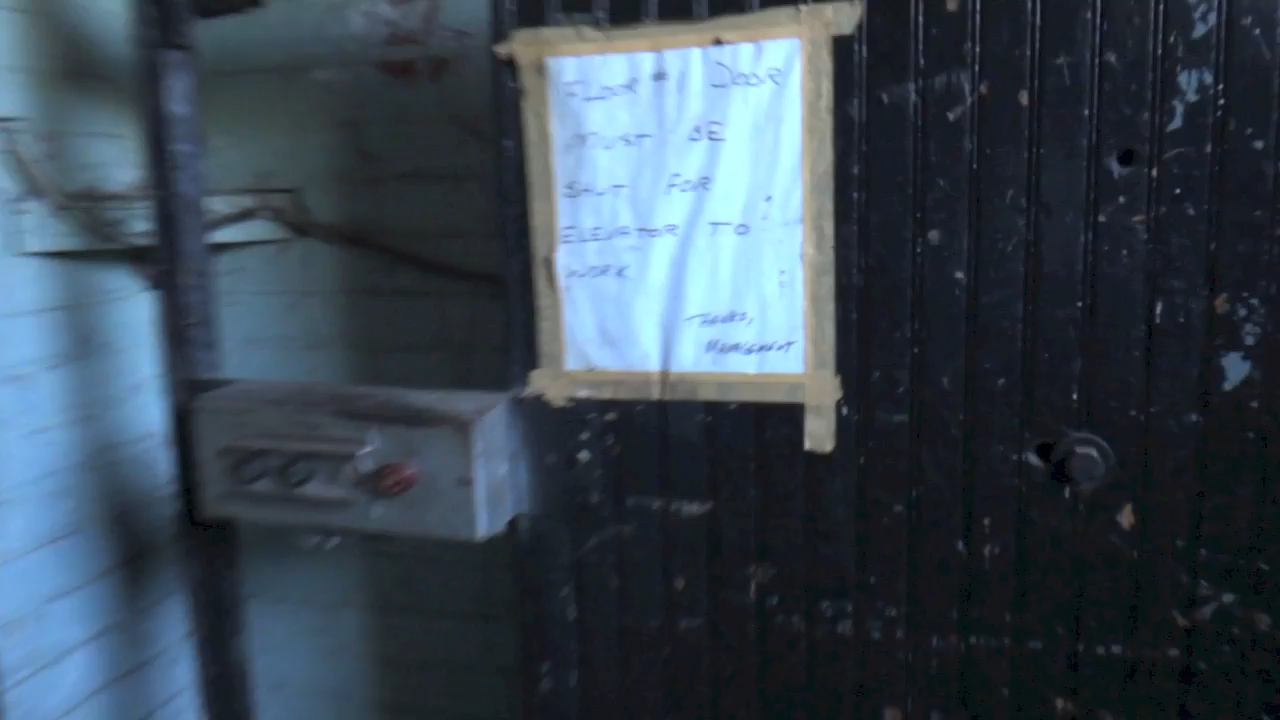 FLOOR #1 DOOR
MUST BE
SHUT FOR
ELEVATOR TO
WORK
THANKS,
MANAGEMENT